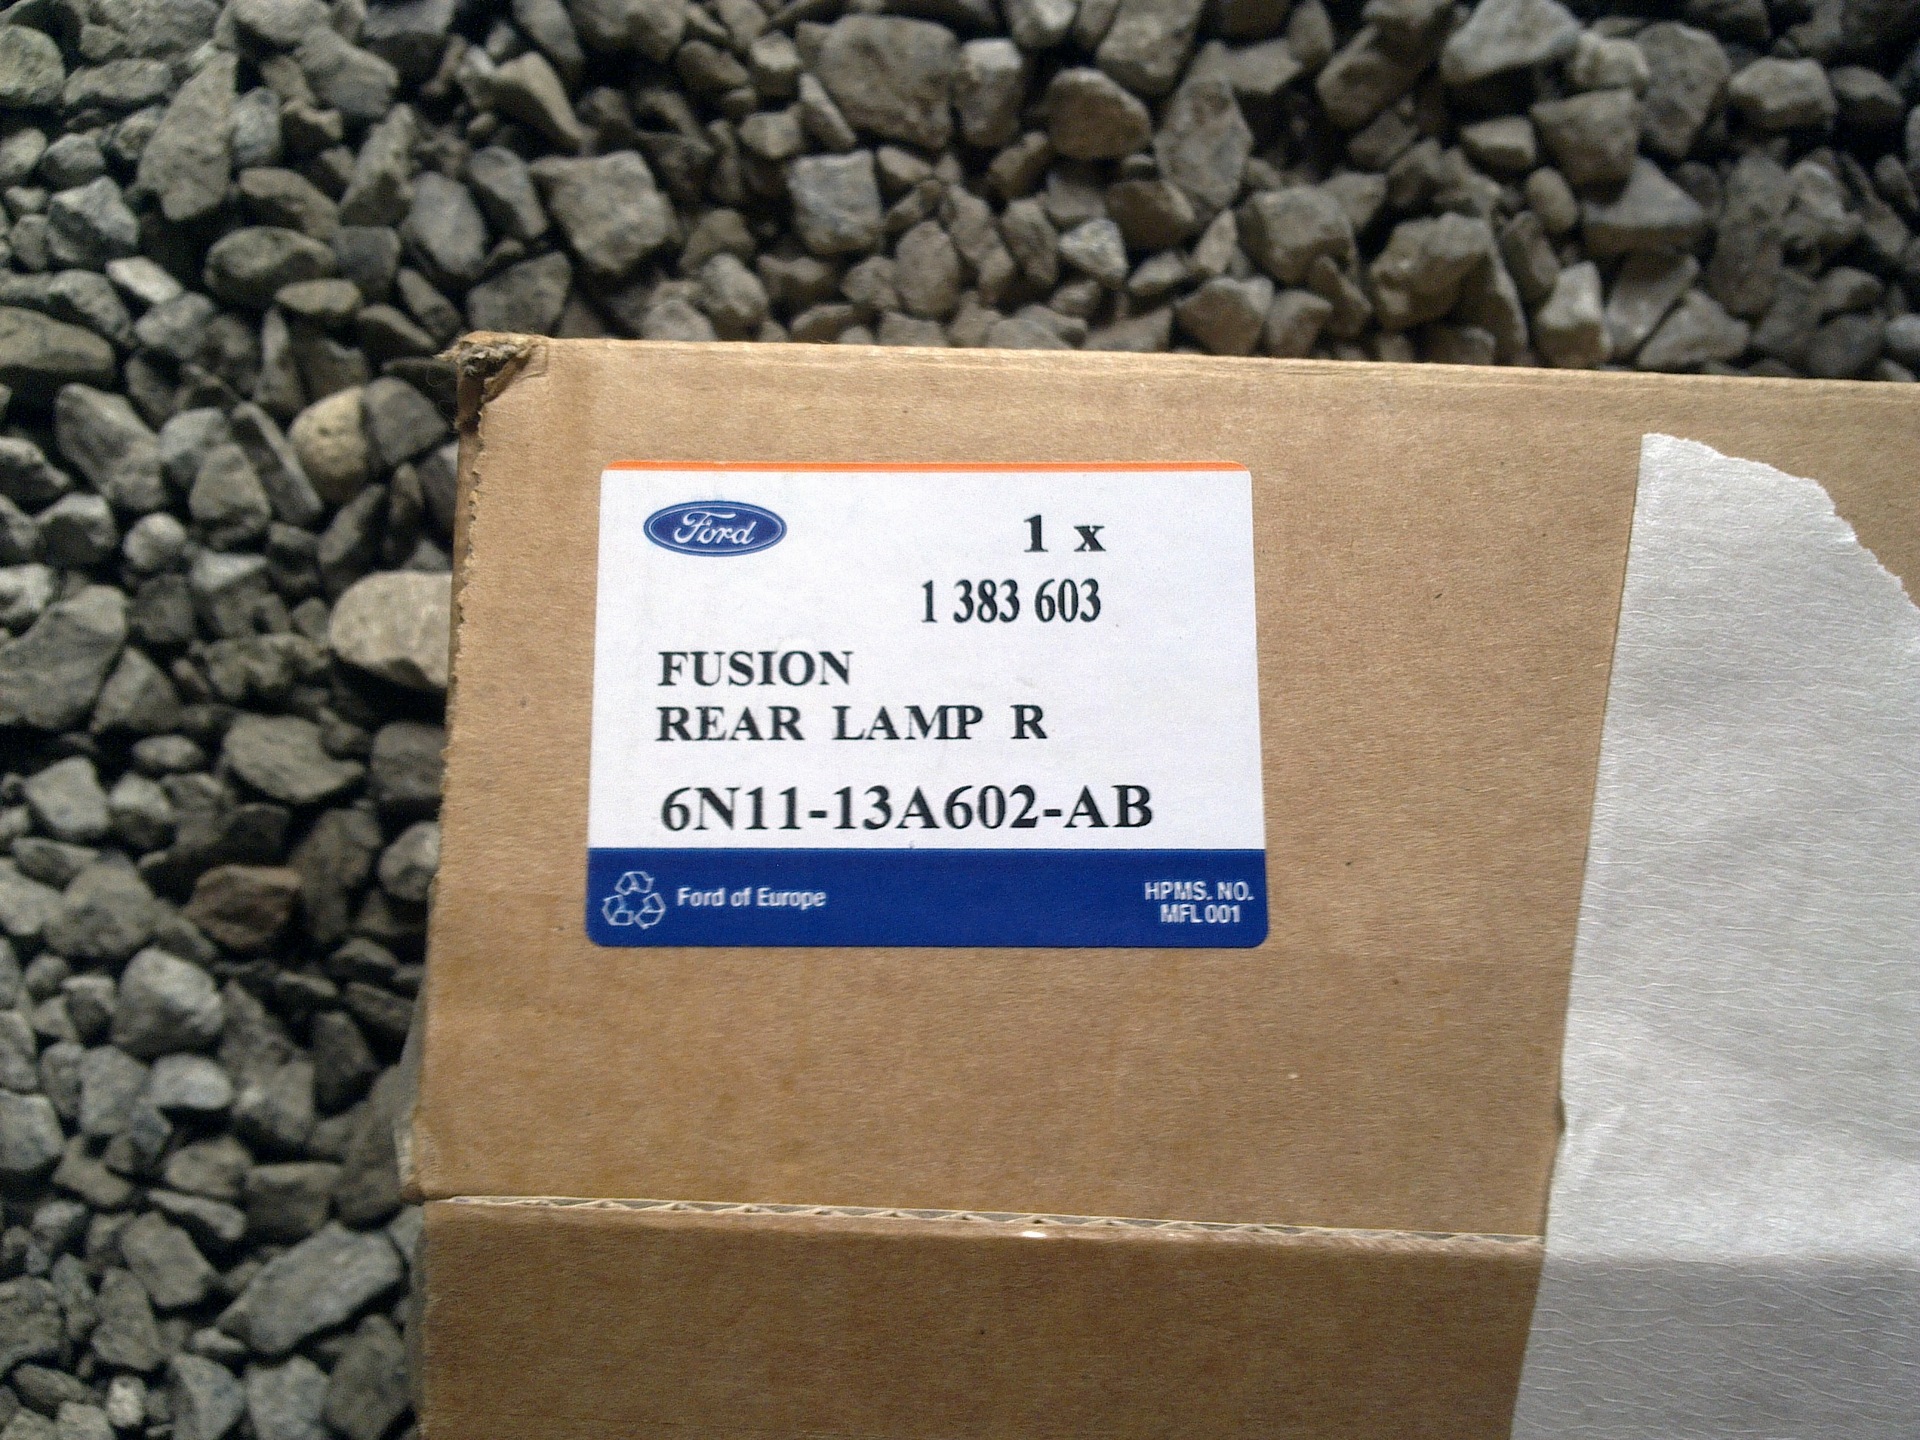 Ford
1 x
1 383 603
FUSION
REAR LAMP R
6N11-13A602-AB
Ford of Europe
HPMS. NO.
MFL 001